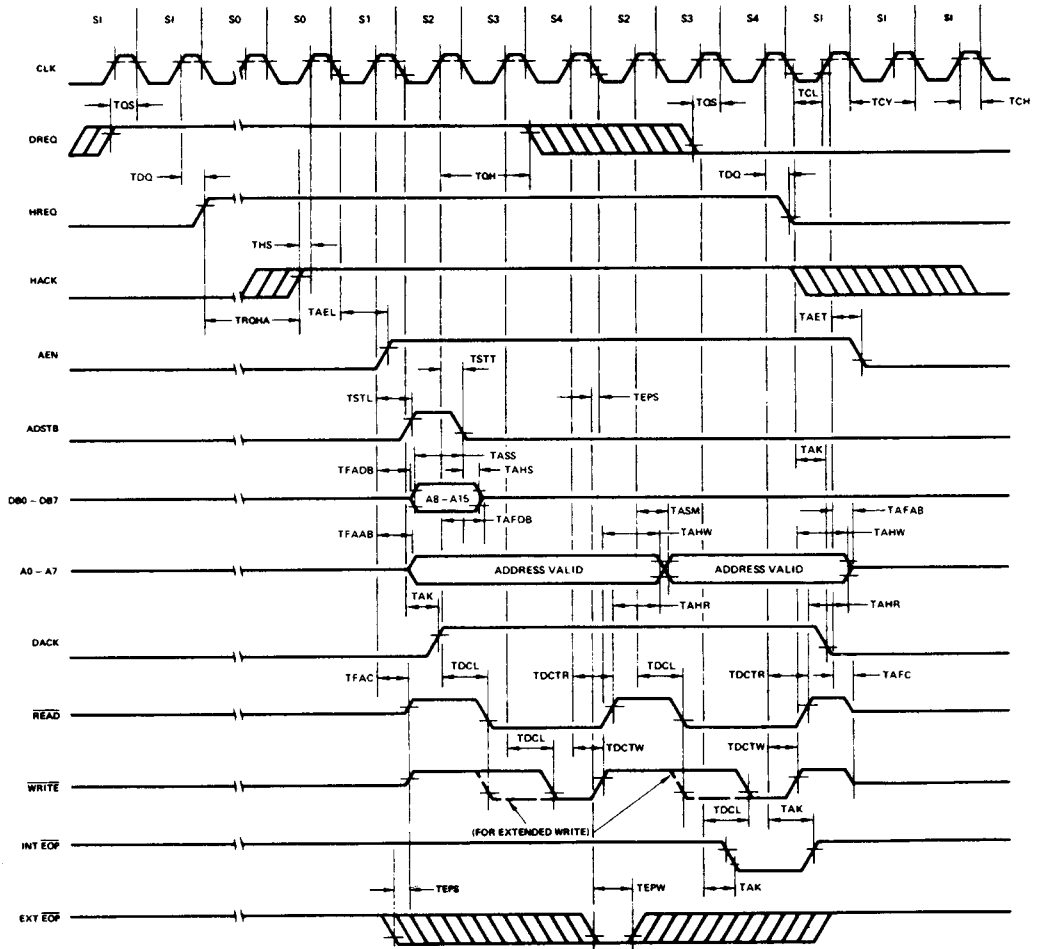 SI SI S0 S0 S1 S2 S3 S4 S2 S3 S4 SI SI SI
CLK
TQS TQS TCL TCY TCH
DREQ
TDQ TQH TDQ
HREQ
THS
HACK
TRQHA TAEL TAET
AEN
TSTT
TSTL TEPS
ADSTB
TASS TAK
TFADB TAHS
DB0 – DB7 A8 – A15
TAFDB TASM TAFAB
TFAAB TAHW TAHW
A0 – A7 ADDRESS VALID ADDRESS VALID
TAK TAHR TAHR
DACK
TFAC TDCL TDCTR TDCL TDCTR TAFC
READ
TDCL TDCTW TDCTW
WRITE
(FOR EXTENDED WRITE) TDCL TAK
INT EOP
TEPS TEPW TAK
EXT EOP